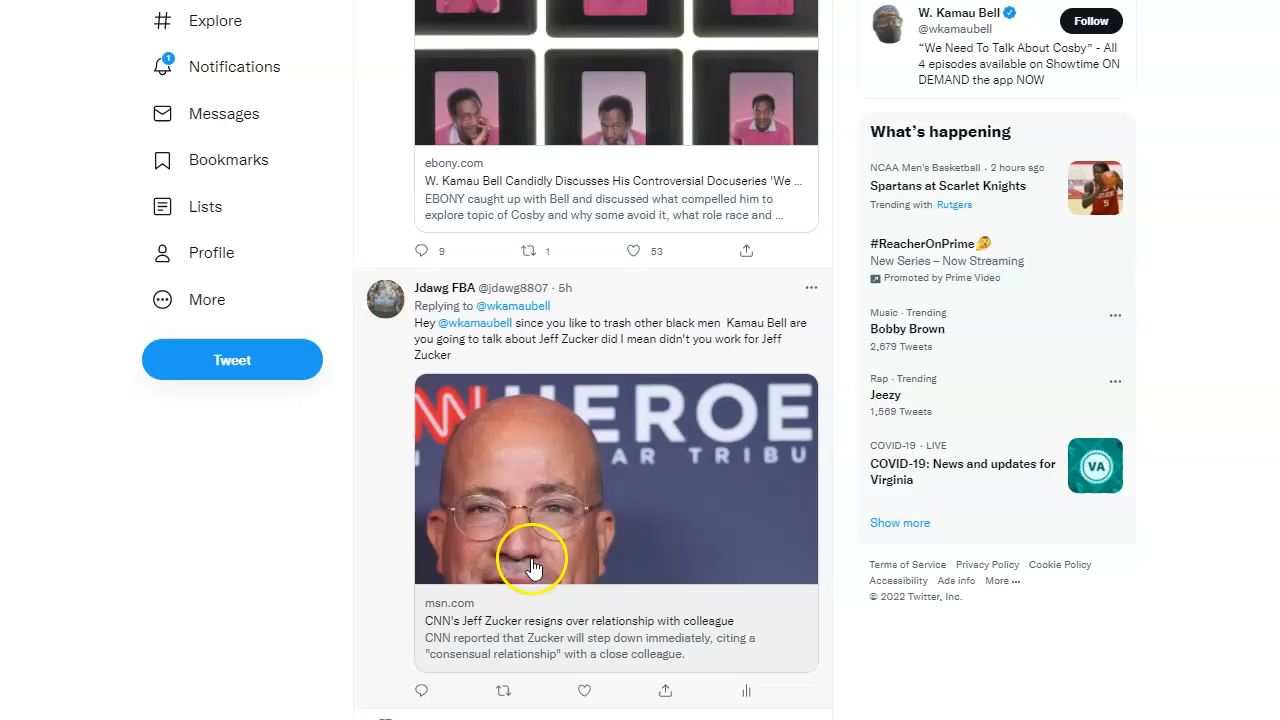 Explore
1
Notifications
Messages
Bookmarks
Lists
Profile
More
Tweet
ebony.com
W. Kamau Bell Candidly Discusses His Controversial Docuseries 'We ...
EBONY caught up with Bell and discussed what compelled him to
explore topic of Cosby and why some avoid it, what role race and ...
9
1
53
Jdawg FBA @jdawg8807 · 5h
Replying to @wkamaubell
Hey @wkamaubell since you like to trash other black men  Kamau Bell are
you going to talk about Jeff Zucker did I mean didn't you work for Jeff
Zucker
HEROE
AR TRIBU
msn.com
CNN's Jeff Zucker resigns over relationship with colleague
CNN reported that Zucker will step down immediately, citing a
"consensual relationship" with a close colleague.
W. Kamau Bell
@wkamaubell
Follow
“We Need To Talk About Cosby” - All
4 episodes available on Showtime ON
DEMAND the app NOW
What’s happening
NCAA Men's Basketball · 2 hours ago
Spartans at Scarlet Knights
Trending with Rutgers
5
#ReacherOnPrime
New Series – Now Streaming
Promoted by Prime Video
Music · Trending
Bobby Brown
2,679 Tweets
Rap · Trending
Jeezy
1,569 Tweets
COVID-19 · LIVE
COVID-19: News and updates for
Virginia
VA
Show more
Terms of Service Privacy Policy Cookie Policy
Accessibility Ads info More ···
© 2022 Twitter, Inc.